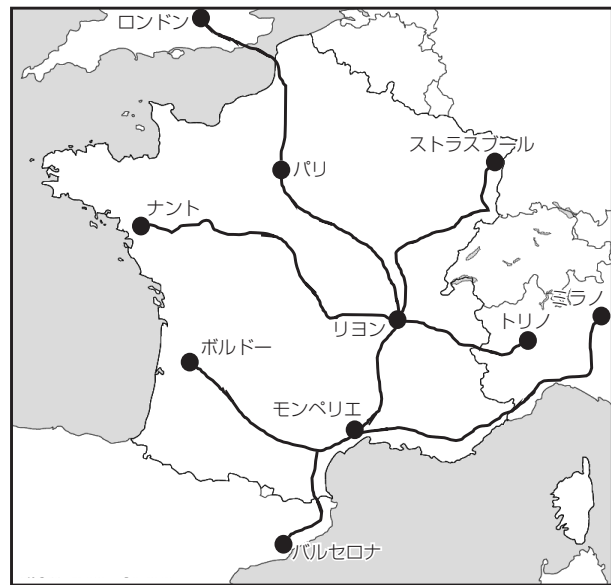 ロンドン
ストラスブール
パリ
ナント
ミラノ
トリノ
リヨン
ボルドー
モンペリエ
バルセロナ